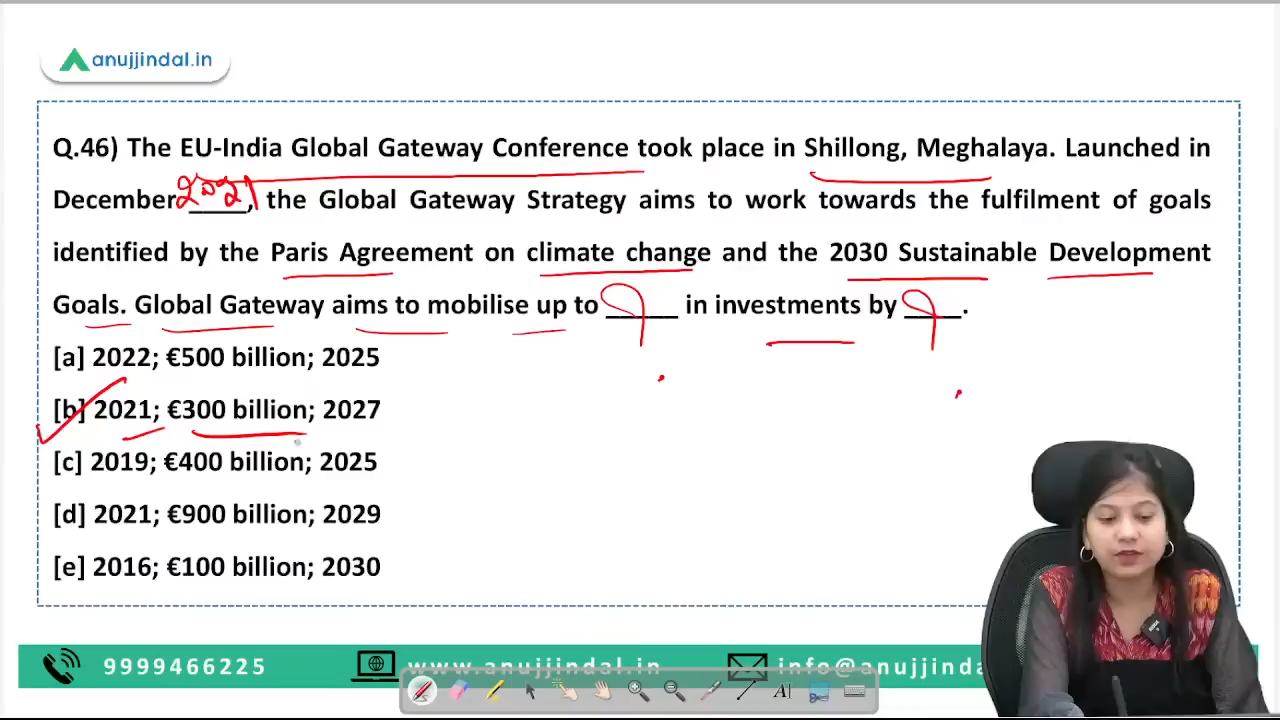 anujjindal.in
Q.46) The EU-India Global Gateway Conference took place in Shillong, Meghalaya. Launched in
December 2021 ____, the Global Gateway Strategy aims to work towards the fulfilment of goals
identified by the Paris Agreement on climate change and the 2030 Sustainable Development
Goals. Global Gateway aims to mobilise up to _____ in investments by ____.
[a] 2022; €500 billion; 2025
[b] 2021; €300 billion; 2027
[c] 2019; €400 billion; 2025
[d] 2021; €900 billion; 2029
[e] 2016; €100 billion; 2030
9999466225 www.anujjindal.in info@anujjinda